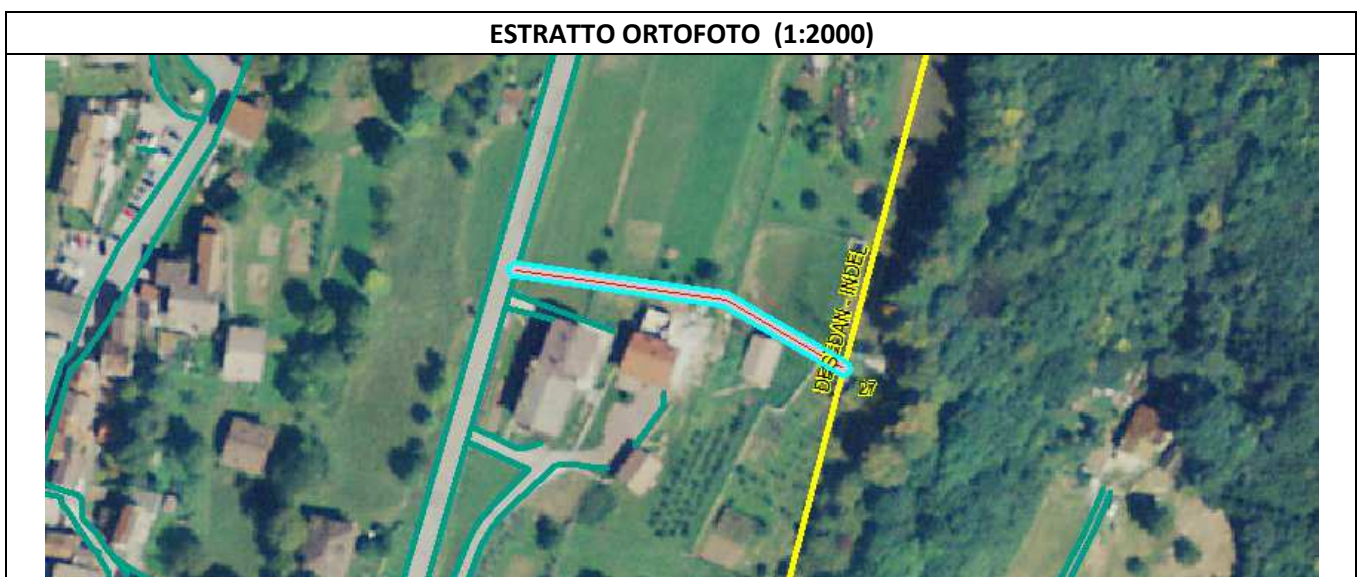 ESTRATTO ORTOFOTO (1:2000)
DESEDAN - INDEL